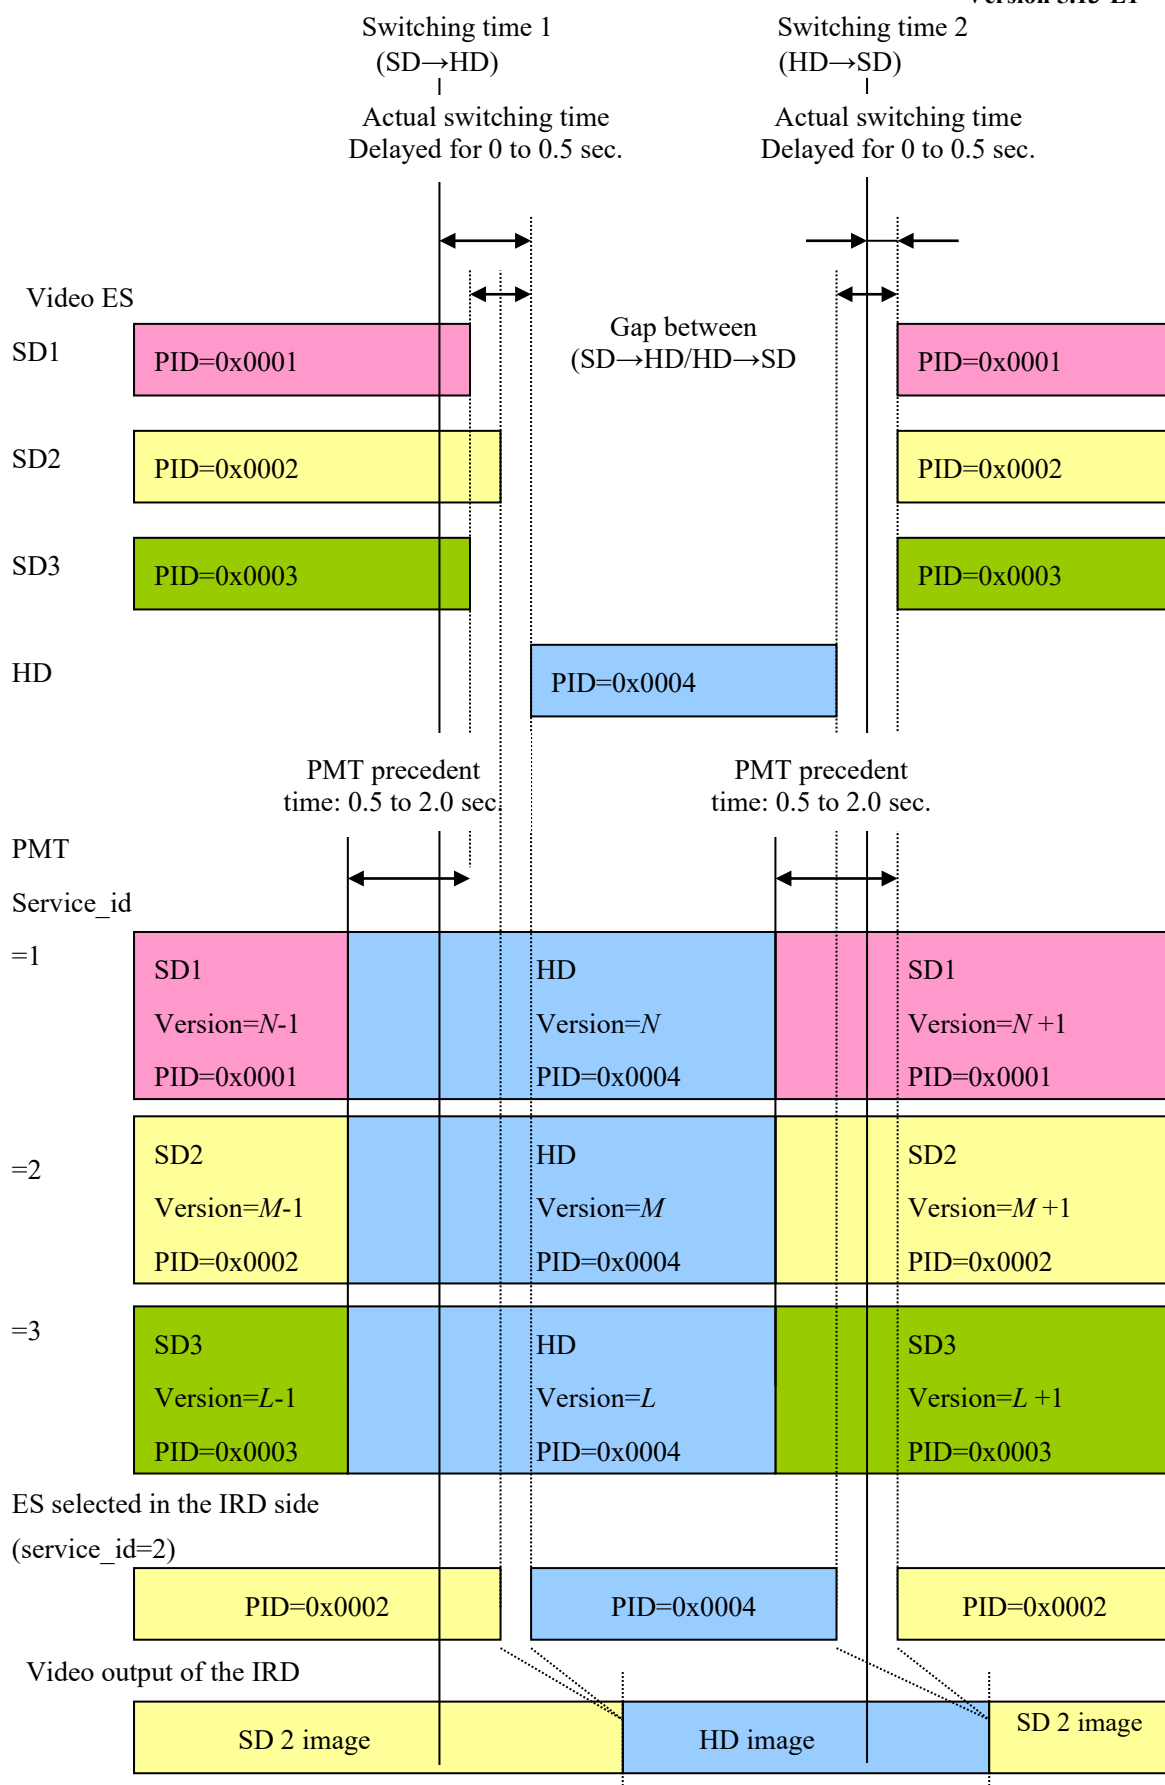 Version 5.13-E1
Switching time 1
(SD→HD)
Switching time 2
(HD→SD)
Actual switching time
Delayed for 0 to 0.5 sec.
Actual switching time
Delayed for 0 to 0.5 sec.
Video ES
Gap between
(SD→HD/HD→SD
SD1
PID=0x0001
PID=0x0001
SD2
PID=0x0002
PID=0x0002
SD3
PID=0x0003
PID=0x0003
HD
PID=0x0004
PMT precedent
time: 0.5 to 2.0 sec.
PMT precedent
time: 0.5 to 2.0 sec.
PMT
Service_id
=1
SD1
Version=N-1
PID=0x0001
HD
Version=N
PID=0x0004
SD1
Version=N +1
PID=0x0001
=2
SD2
Version=M-1
PID=0x0002
HD
Version=M
PID=0x0004
SD2
Version=M +1
PID=0x0002
=3
SD3
Version=L-1
PID=0x0003
HD
Version=L
PID=0x0004
SD3
Version=L +1
PID=0x0003
ES selected in the IRD side
(service_id=2)
PID=0x0002
PID=0x0004
PID=0x0002
Video output of the IRD
SD 2 image
HD image
SD 2 image